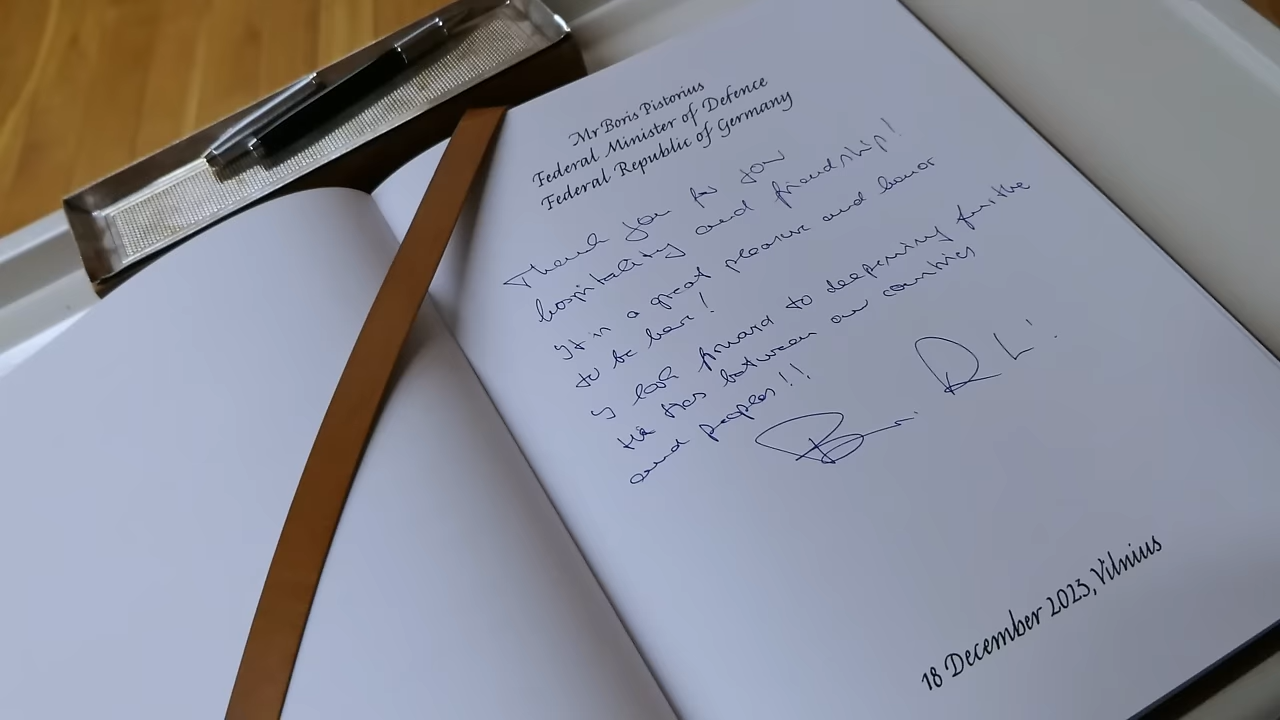 Mr Boris Pistorius
Federal Minister of Defence
Federal Republic of Germany
Thank you for your
hospitality and friendship!
It is a great pleasure and honor
to be here!
I look forward to deepening further
the ties between our countries
and peoples!!
18 December 2023, Vilnius